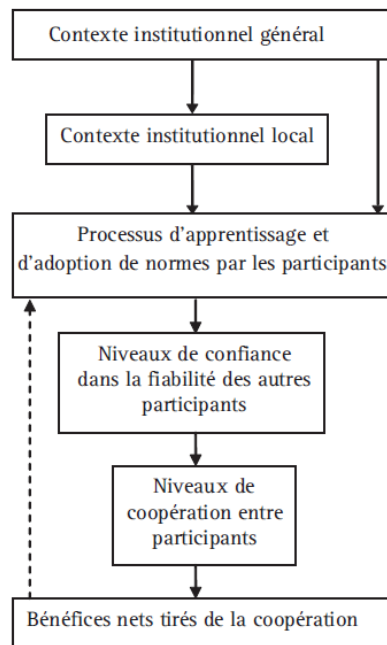 Contexte institutionnel général
Contexte institutionnel local
Processus d'apprentissage et
d'adoption de normes par les participants
Niveaux de confiance
dans la fiabilité des autres
participants
Niveaux de
coopération entre
participants
Bénéfices nets tirés de la coopération